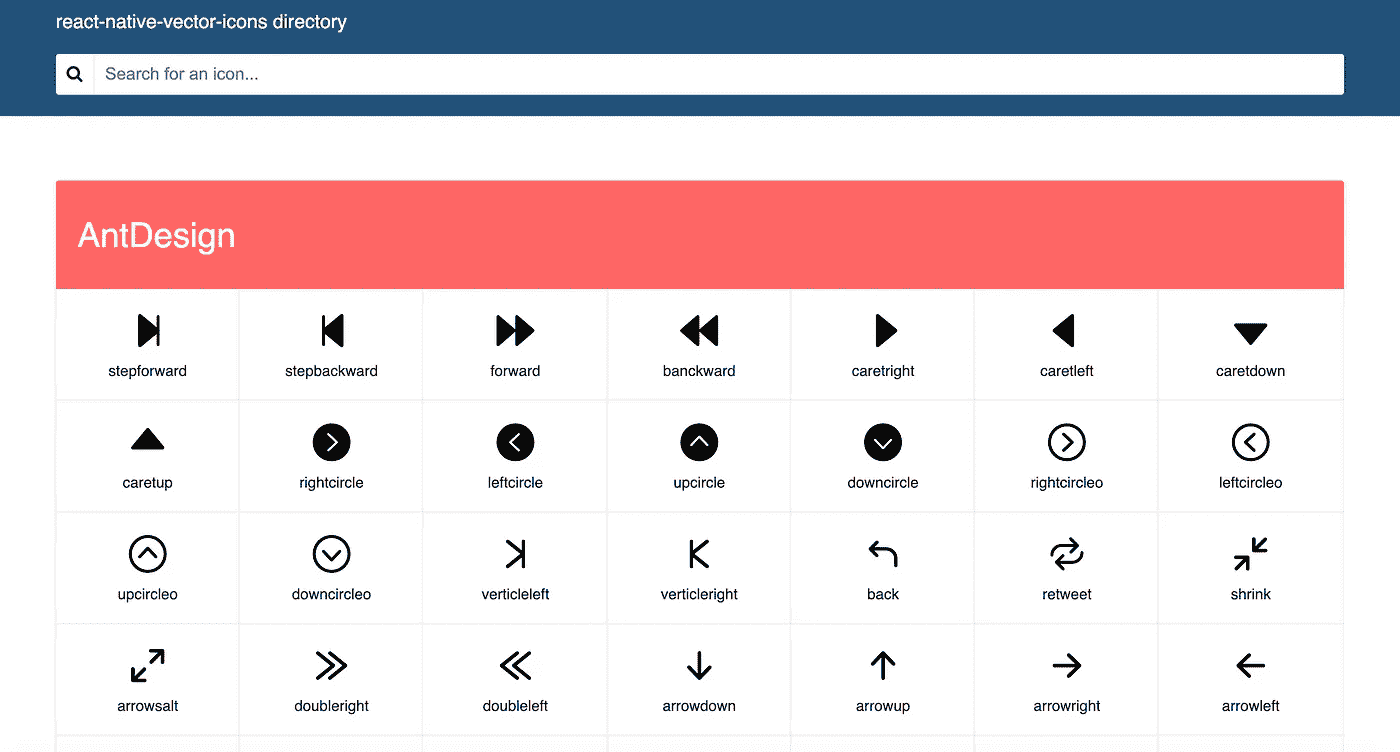 react-native-vector-icons directory
Search for an icon...
AntDesign
stepforward
stepbackward
forward
banckward
caretright
caretleft
caretdown
caretup
rightcircle
leftcircle
upcircle
downcircle
rightcircleo
leftcircleo
upcircleo
downcircleo
verticleleft
verticleright
back
retweet
shrink
arrowsalt
doubleright
doubleleft
arrowdown
arrowup
arrowright
arrowleft